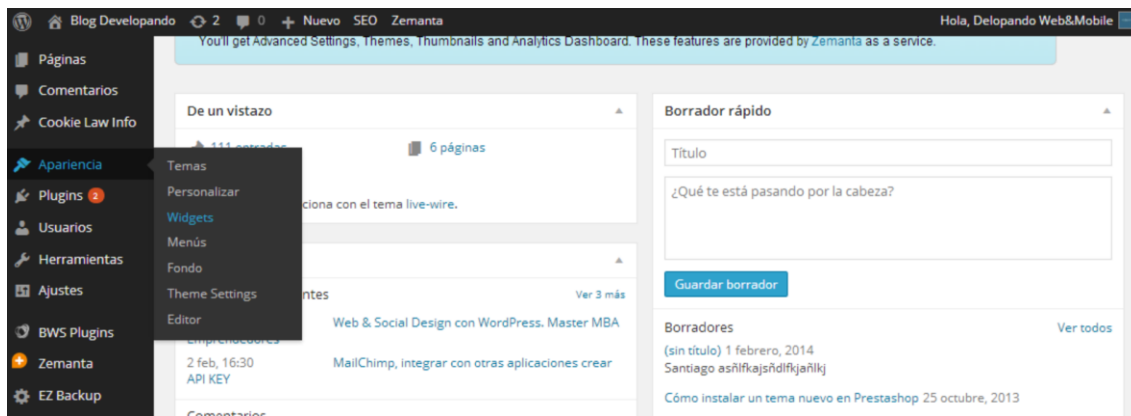 Blog Developando 2 0 + Nuevo SEO Zemanta Hola, Delopando Web&Mobile
You'll get Advanced Settings, Themes, Thumbnails and Analytics Dashboard. These features are provided by Zemanta as a service.
Páginas
Comentarios
Cookie Law Info
Apariencia
Plugins 2
Usuarios
Herramientas
Ajustes
BWS Plugins
Zemanta
EZ Backup
Temas
Personalizar
Widgets
Menús
Fondo
Theme Settings
Editor
De un vistazo
111 entradas 6 páginas
ciona con el tema live-wire.
ntes Ver 3 más
Web & Social Design con WordPress. Master MBA
Emprendedores
2 feb, 16:30 MailChimp, integrar con otras aplicaciones crear
API KEY
Comentarios
Borrador rápido
Título
¿Qué te está pasando por la cabeza?
Guardar borrador
Borradores Ver todos
(sin título) 1 febrero, 2014
Santiago asñlfkajsñdlfkjañlkj
Cómo instalar un tema nuevo en Prestashop 25 octubre, 2013